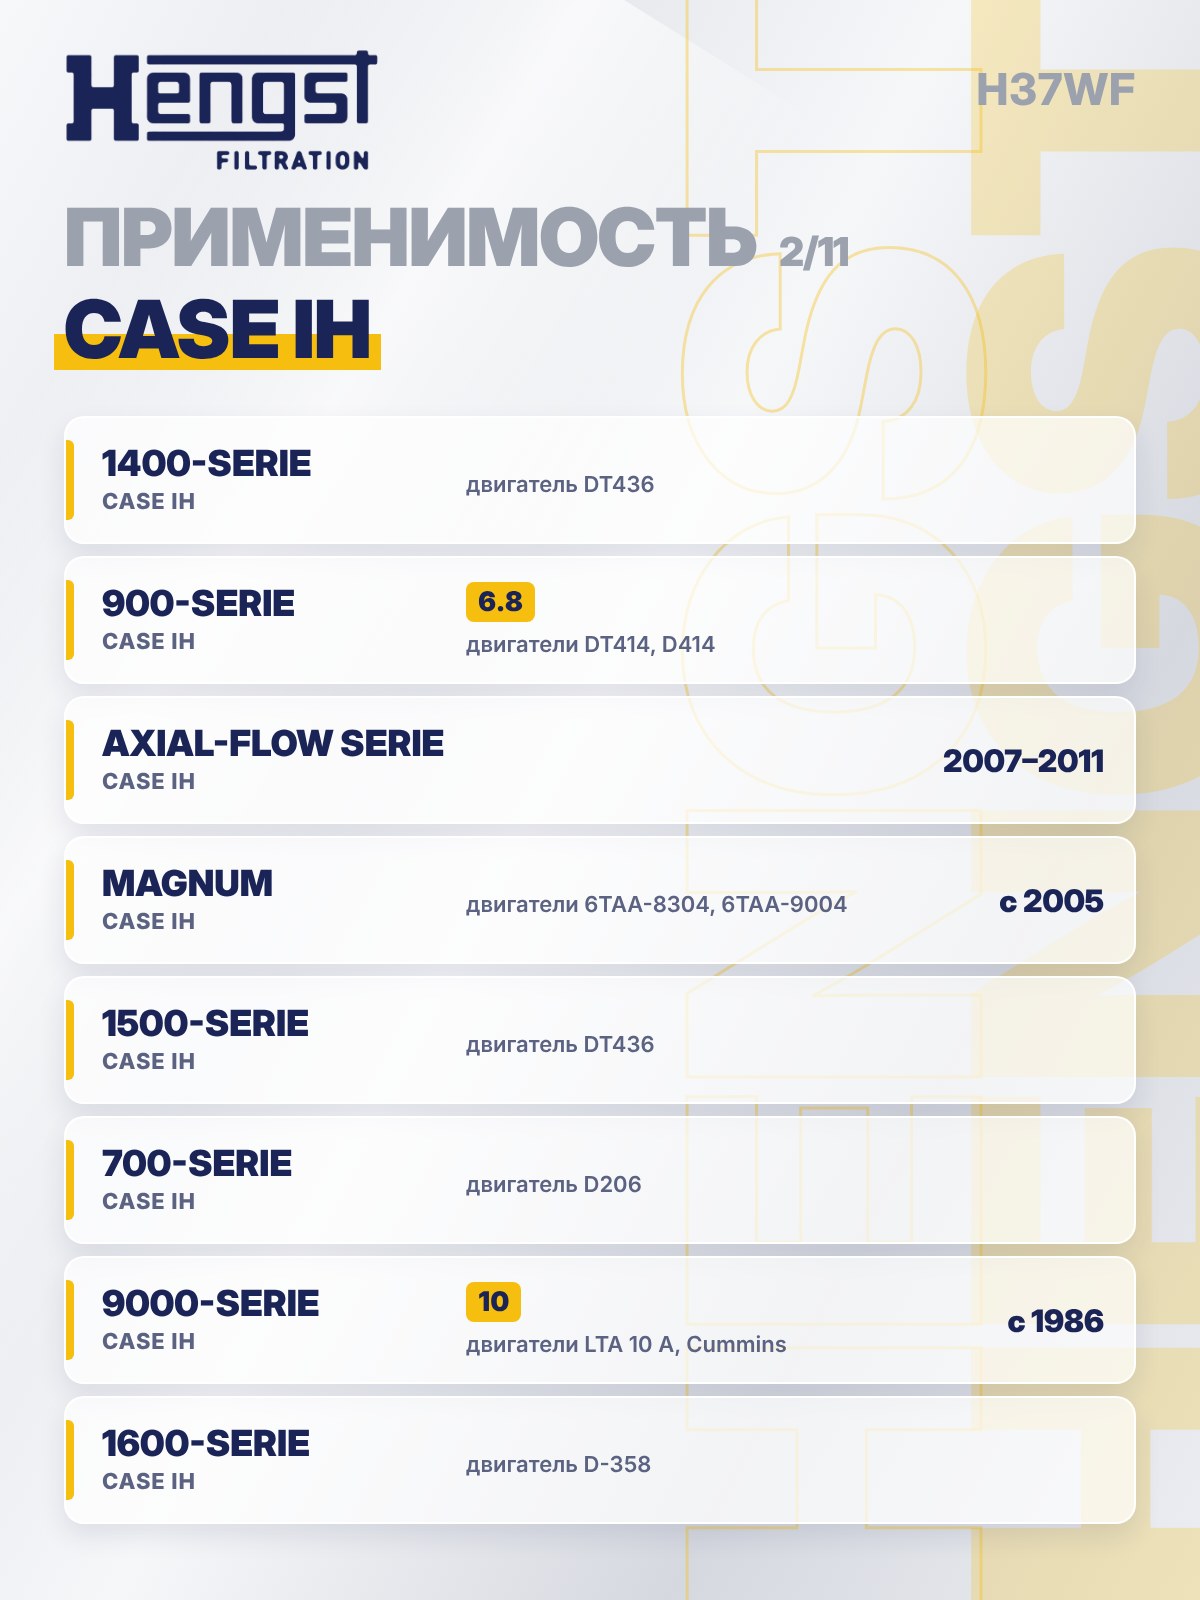 Hengst
FILTRATION
H37WF
ПРИМЕНИМОСТЬ 2/11
CASE IH
1400-SERIE
CASE IH
двигатель DT436
900-SERIE
CASE IH
6.8
двигатели DT414, D414
AXIAL-FLOW SERIE
CASE IH
2007–2011
MAGNUM
CASE IH
двигатели 6TAA-8304, 6TAA-9004
с 2005
1500-SERIE
CASE IH
двигатель DT436
700-SERIE
CASE IH
двигатель D206
9000-SERIE
CASE IH
10
двигатели LTA 10 A, Cummins
с 1986
1600-SERIE
CASE IH
двигатель D-358
HENGST
HENGST